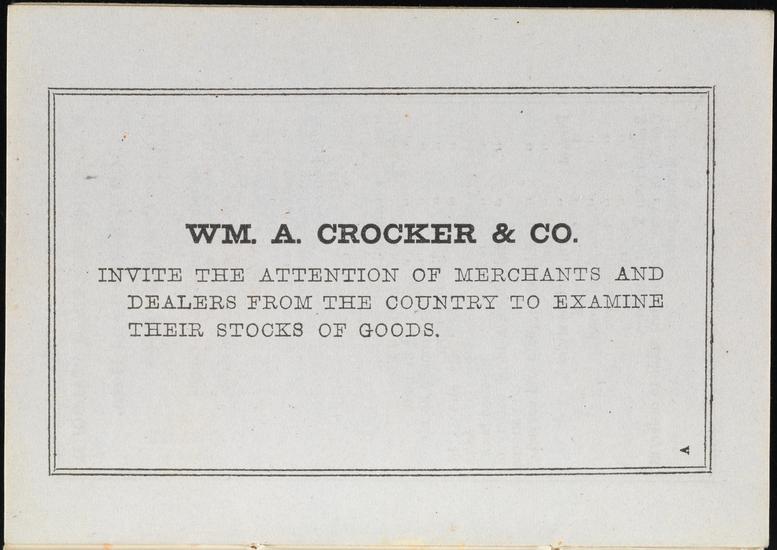 WM. A. CROCKER & CO.
INVITE THE ATTENTION OF MERCHANTS AND
DEALERS FROM THE COUNTRY TO EXAMINE
THEIR STOCKS OF GOODS.
A